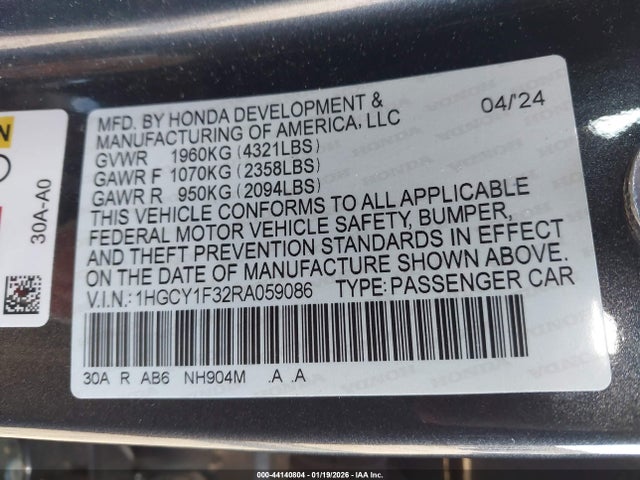 MFD. BY HONDA DEVELOPMENT & 04/'24
MANUFACTURING OF AMERICA, LLC
GVWR 1960KG (4321LBS)
GAWR F 1070KG (2358LBS)
GAWR R 950KG (2094LBS)
THIS VEHICLE CONFORMS TO ALL APPLICABLE
FEDERAL MOTOR VEHICLE SAFETY, BUMPER,
AND THEFT PREVENTION STANDARDS IN EFFECT
ON THE DATE OF MANUFACTURE SHOWN ABOVE.
V.I.N.: 1HGCY1F32RA059086 TYPE: PASSENGER CAR
30A R AB6 NH904M .A .A
30A-A0
000-44140804 - 01/19/2026 - IAA Inc.